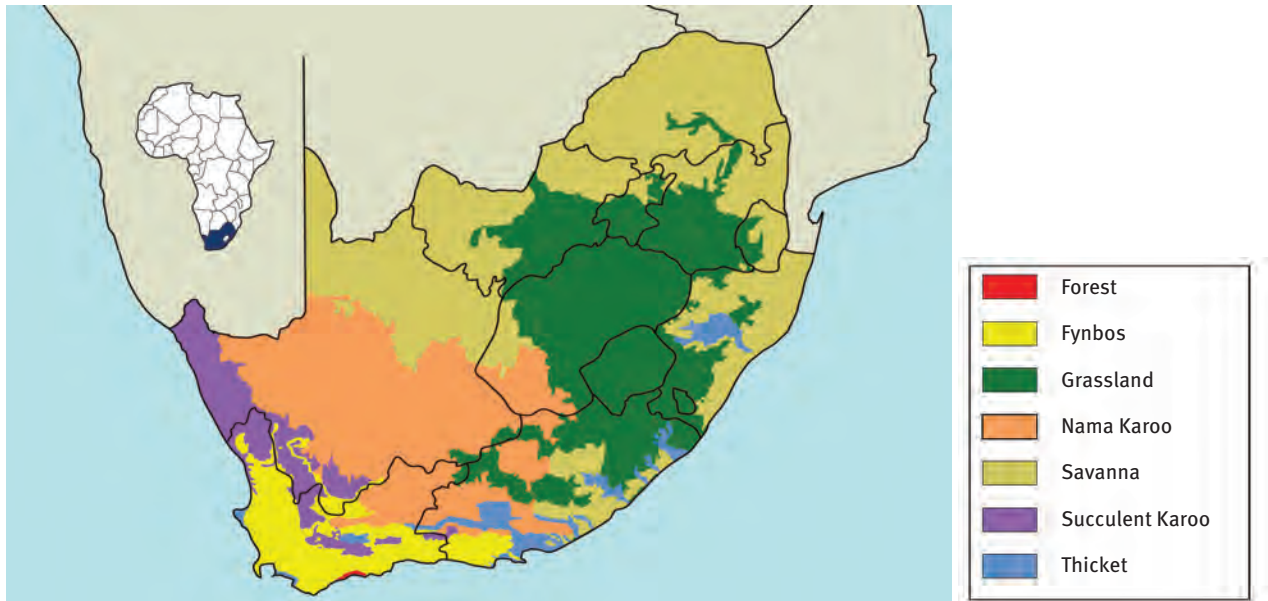 Forest
Fynbos
Grassland
Nama Karoo
Savanna
Succulent Karoo
Thicket